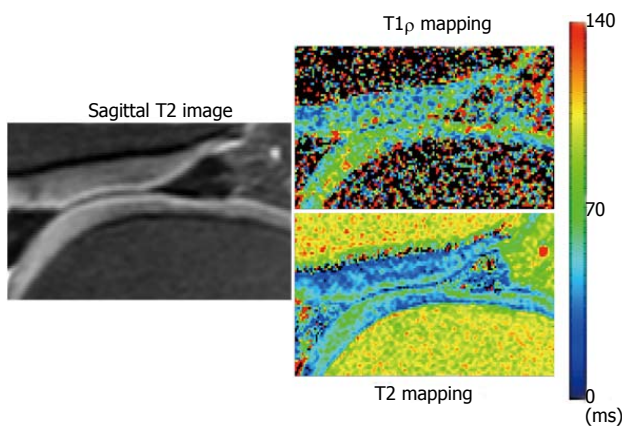 T1ρ mapping
140
Sagittal T2 image
70
T2 mapping
0
(ms)